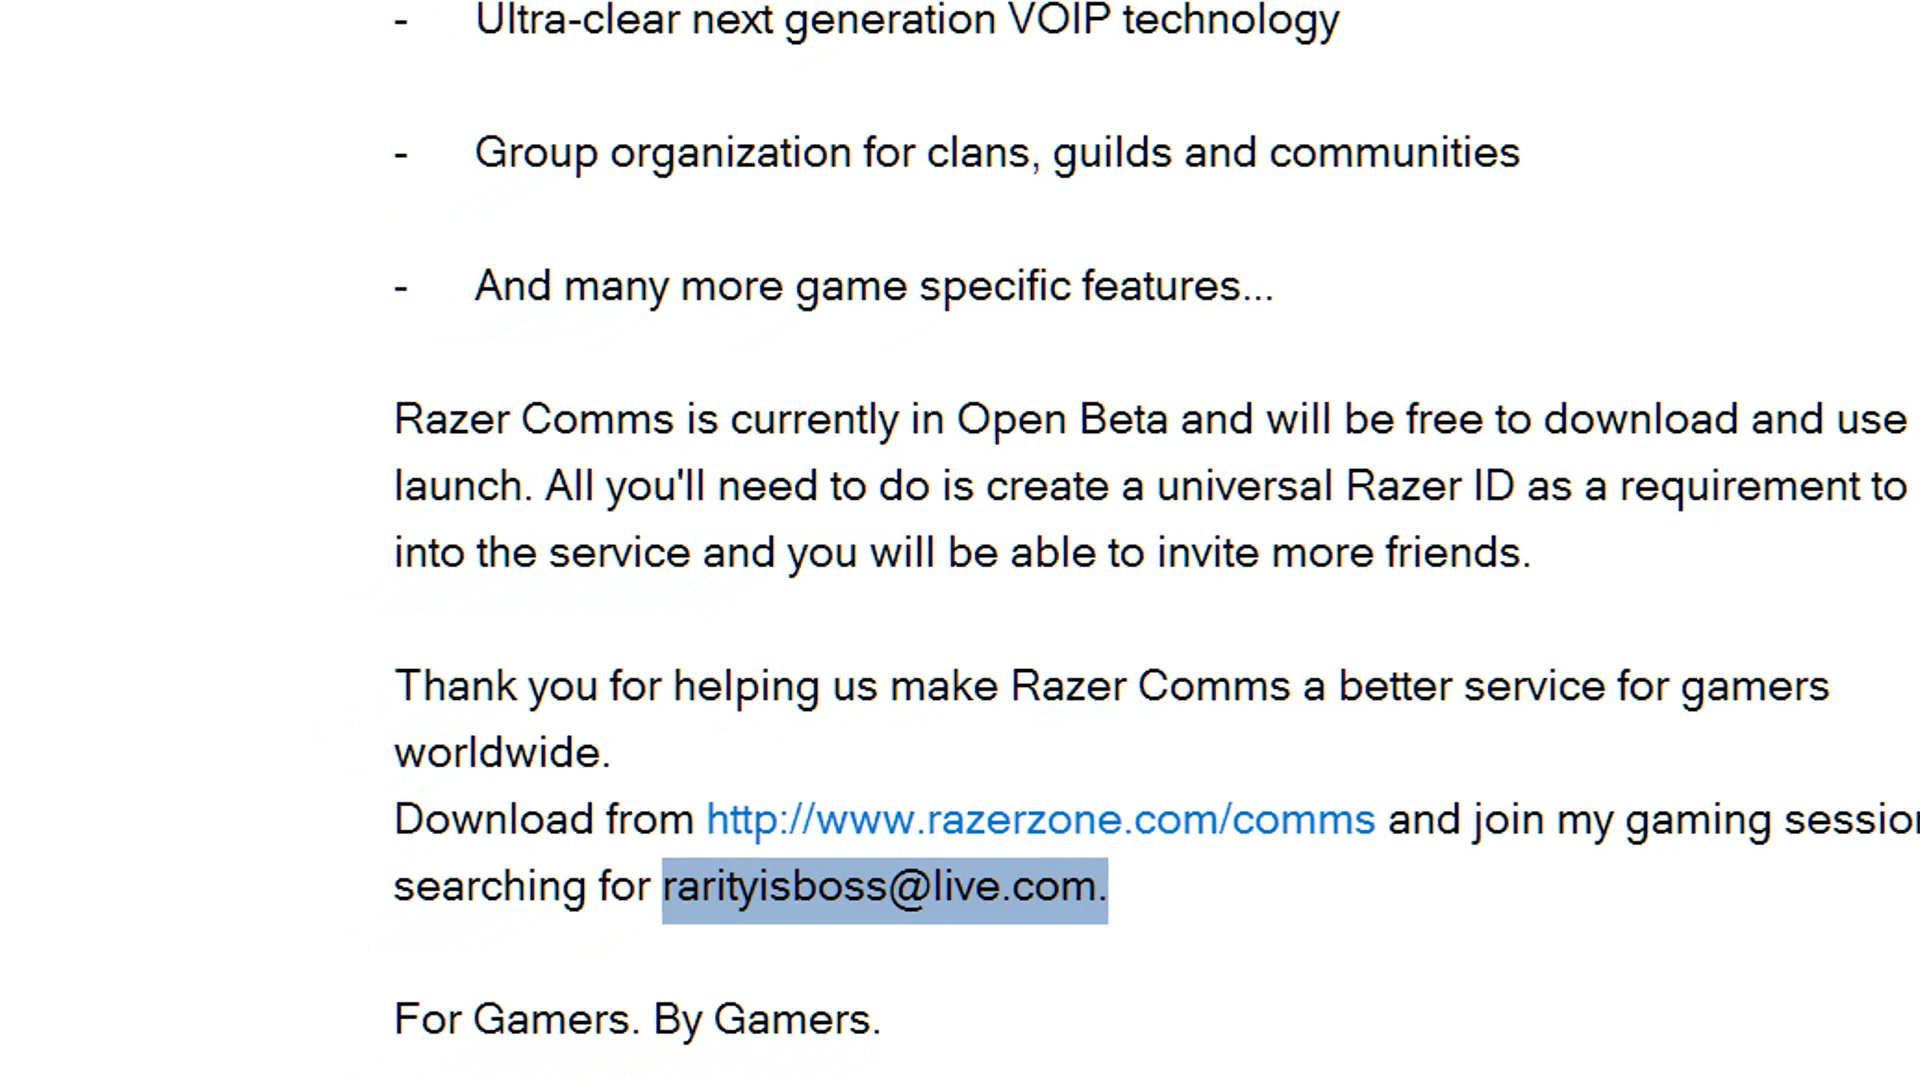 - Ultra-clear next generation VOIP technology
- Group organization for clans, guilds and communities
- And many more game specific features...
Razer Comms is currently in Open Beta and will be free to download and use
launch. All you'll need to do is create a universal Razer ID as a requirement to
into the service and you will be able to invite more friends.
Thank you for helping us make Razer Comms a better service for gamers
worldwide.
Download from http://www.razerzone.com/comms and join my gaming
searching for rarityisboss@live.com.
For Gamers. By Gamers.